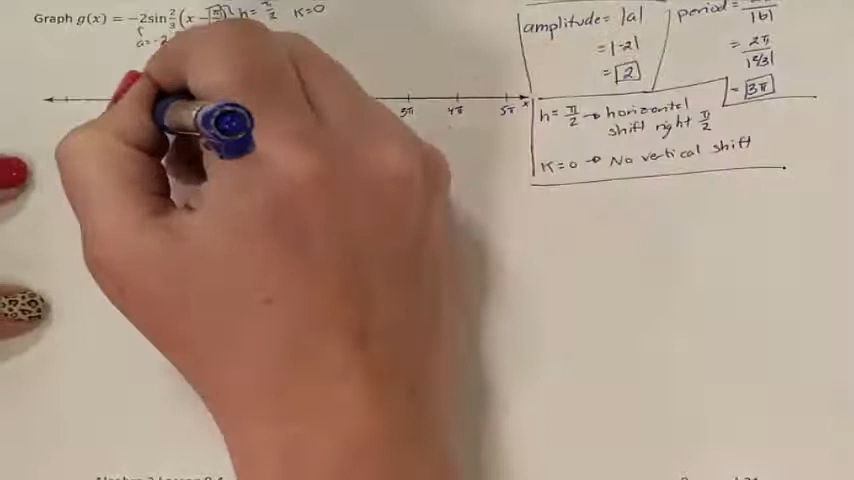 Graph g(x) = -2sin 2/3 (x - π/2) h= π/2 K=0
a=-2
3π 4π 5π x
amplitude = |a|
= |-2|
= 2
period = 2π/|b|
= 2π/|2/3|
= 3π
h= π/2 → horizontal
shift right π/2
K=0 → No vertical shift